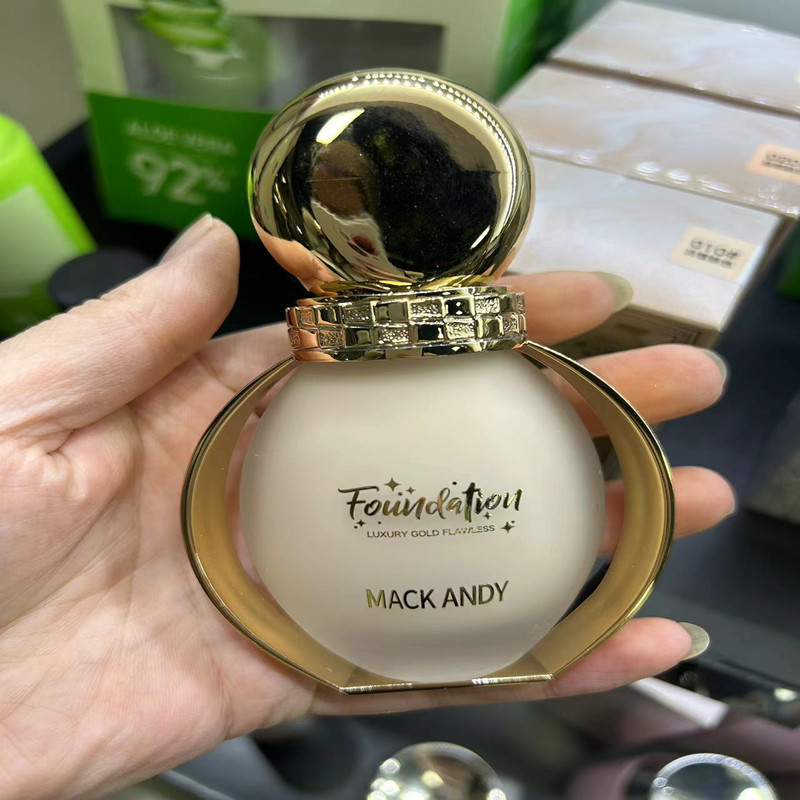 ALOE VERA
92%
Foundation
LUXURY GOLD FLAWLESS
MACK ANDY